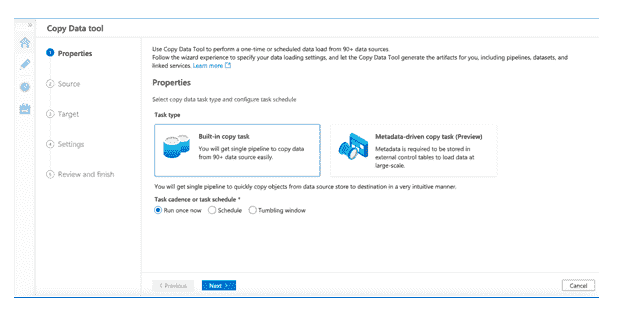 »
Copy Data tool
1 Properties
2 Source
3 Target
4 Settings
5 Review and finish
Use Copy Data Tool to perform a one-time or scheduled data load from 90+ data sources.
Follow the wizard experience to specify your data loading settings, and let the Copy Data Tool generate the artifacts for you, including pipelines, datasets, and
linked services. Learn more
Properties
Select copy data task type and configure task schedule
Task type
Built-in copy task
You will get single pipeline to copy data
from 90+ data source easily.
Metadata-driven copy task (Preview)
Metadata is required to be stored in
external control tables to load data at
large-scale.
You will get single pipeline to quickly copy objects from data source store to destination in a very intuitive manner.
Task cadence or task schedule *
Run once now Schedule Tumbling window
< Previous
Next >
Cancel